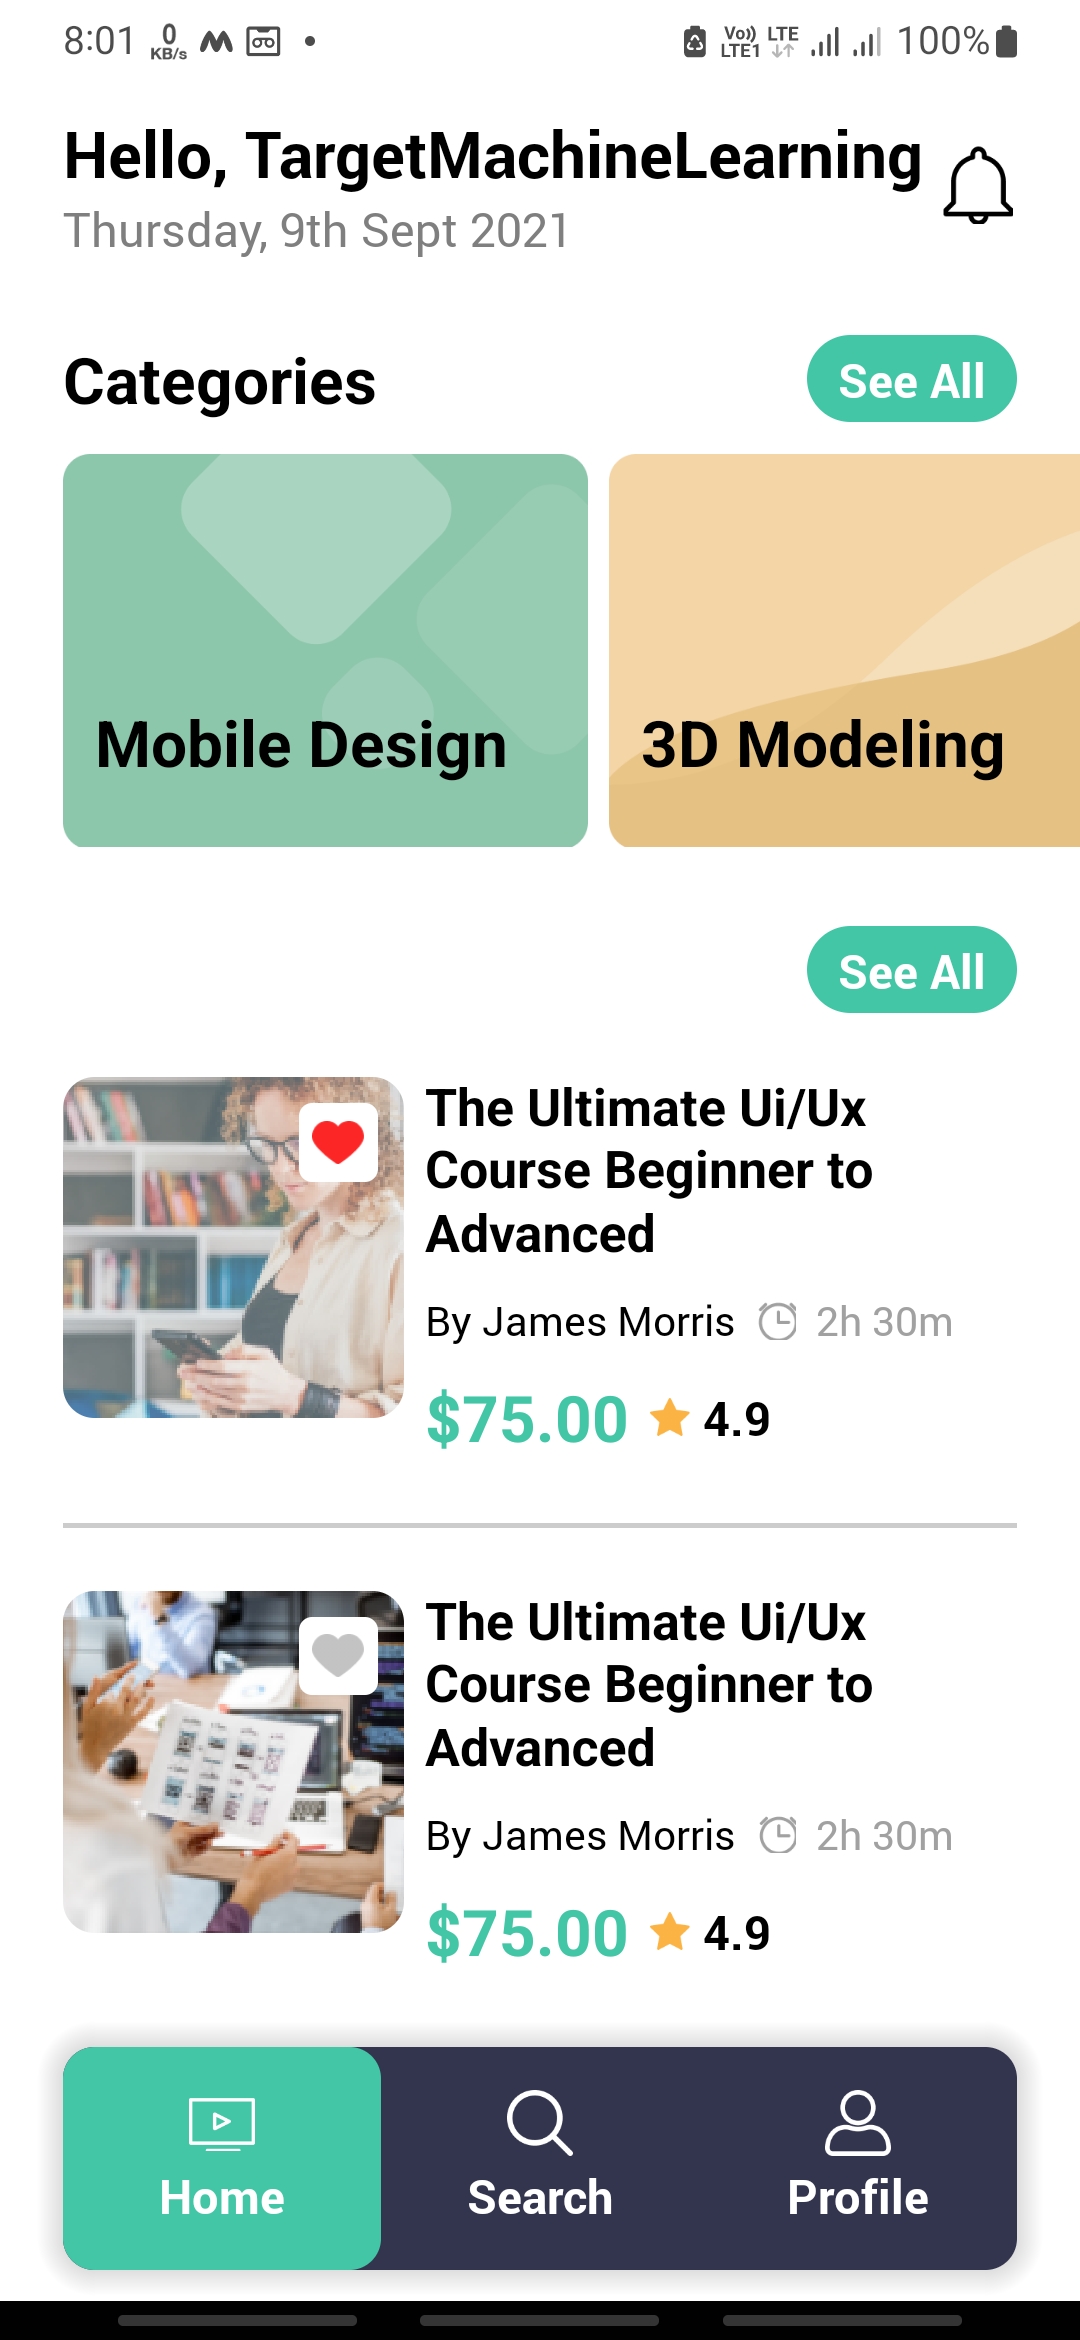 8:01 0 KB/s Vo)) LTE1 LTE 100%
Hello, TargetMachineLearning
Thursday, 9th Sept 2021
Categories See All
Mobile Design 3D Modeling
See All
The Ultimate Ui/Ux
Course Beginner to
Advanced
By James Morris 2h 30m
$75.00 4.9
The Ultimate Ui/Ux
Course Beginner to
Advanced
By James Morris 2h 30m
$75.00 4.9
Home Search Profile